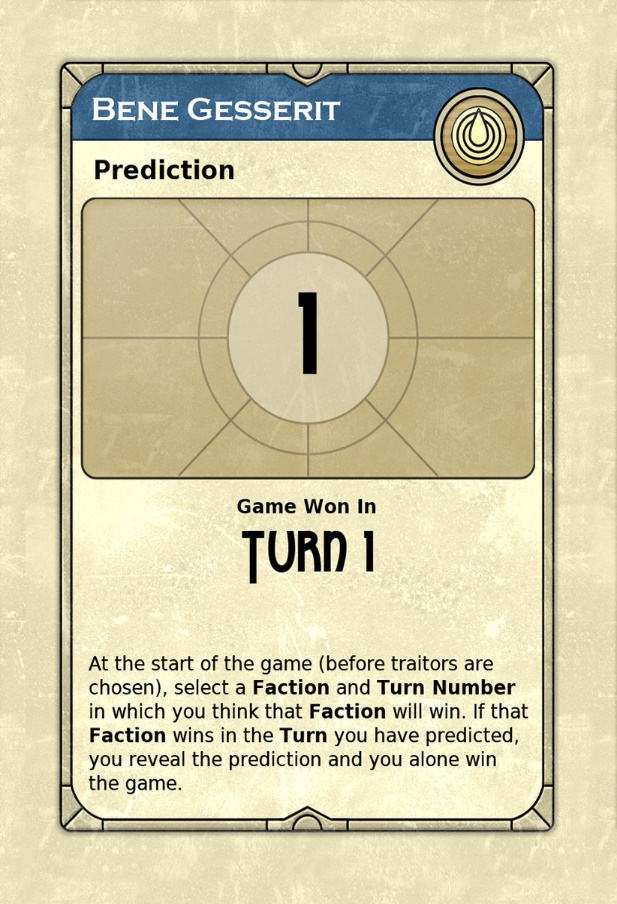 Bene Gesserit
Prediction
1
Game Won In
TURN 1
At the start of the game (before traitors are
chosen), select a Faction and Turn Number
in which you think that Faction will win. If that
Faction wins in the Turn you have predicted,
you reveal the prediction and you alone win
the game.